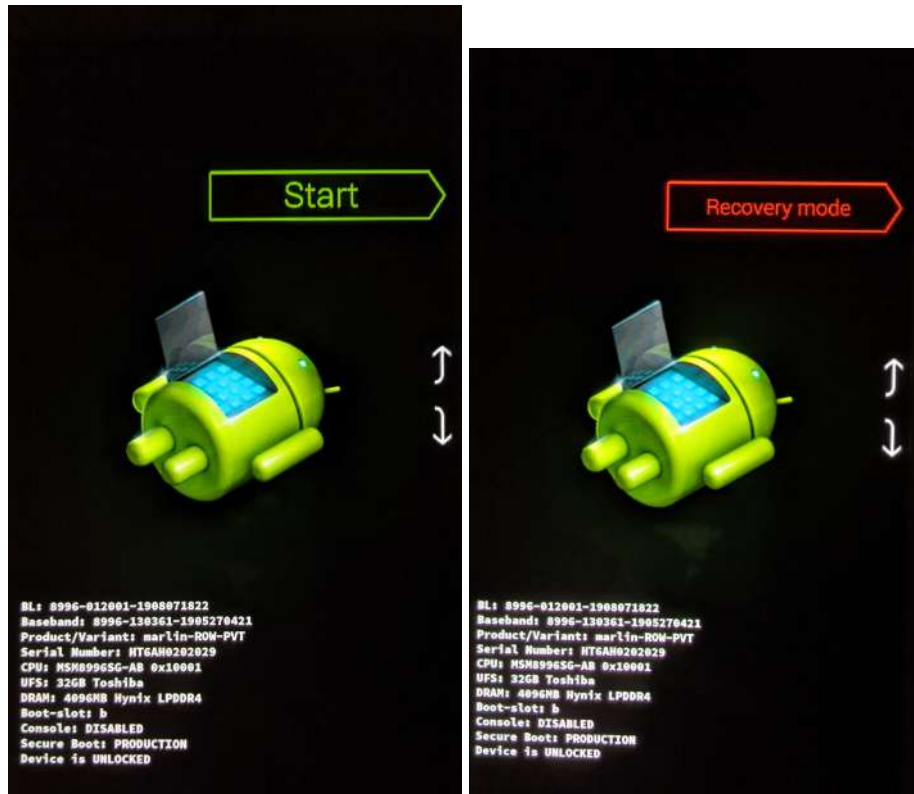 Start
BL: 8996-012001-1908071822
Baseband: 8996-130361-1905270421
Product/Variant: marlin-ROW-PVT
Serial Number: HT6AH0202029
CPU: MSM8996SG-AB 0x10001
UFS: 32GB Toshiba
DRAM: 4096MB Hynix LPDDR4
Boot-slot: b
Console: DISABLED
Secure Boot: PRODUCTION
Device is UNLOCKED
Recovery mode
BL: 8996-012001-1908071822
Baseband: 8996-130361-1905270421
Product/Variant: marlin-ROW-PVT
Serial Number: HT6AH0202029
CPU: MSM8996SG-AB 0x10001
UFS: 32GB Toshiba
DRAM: 4096MB Hynix LPDDR4
Boot-slot: b
Console: DISABLED
Secure Boot: PRODUCTION
Device is UNLOCKED